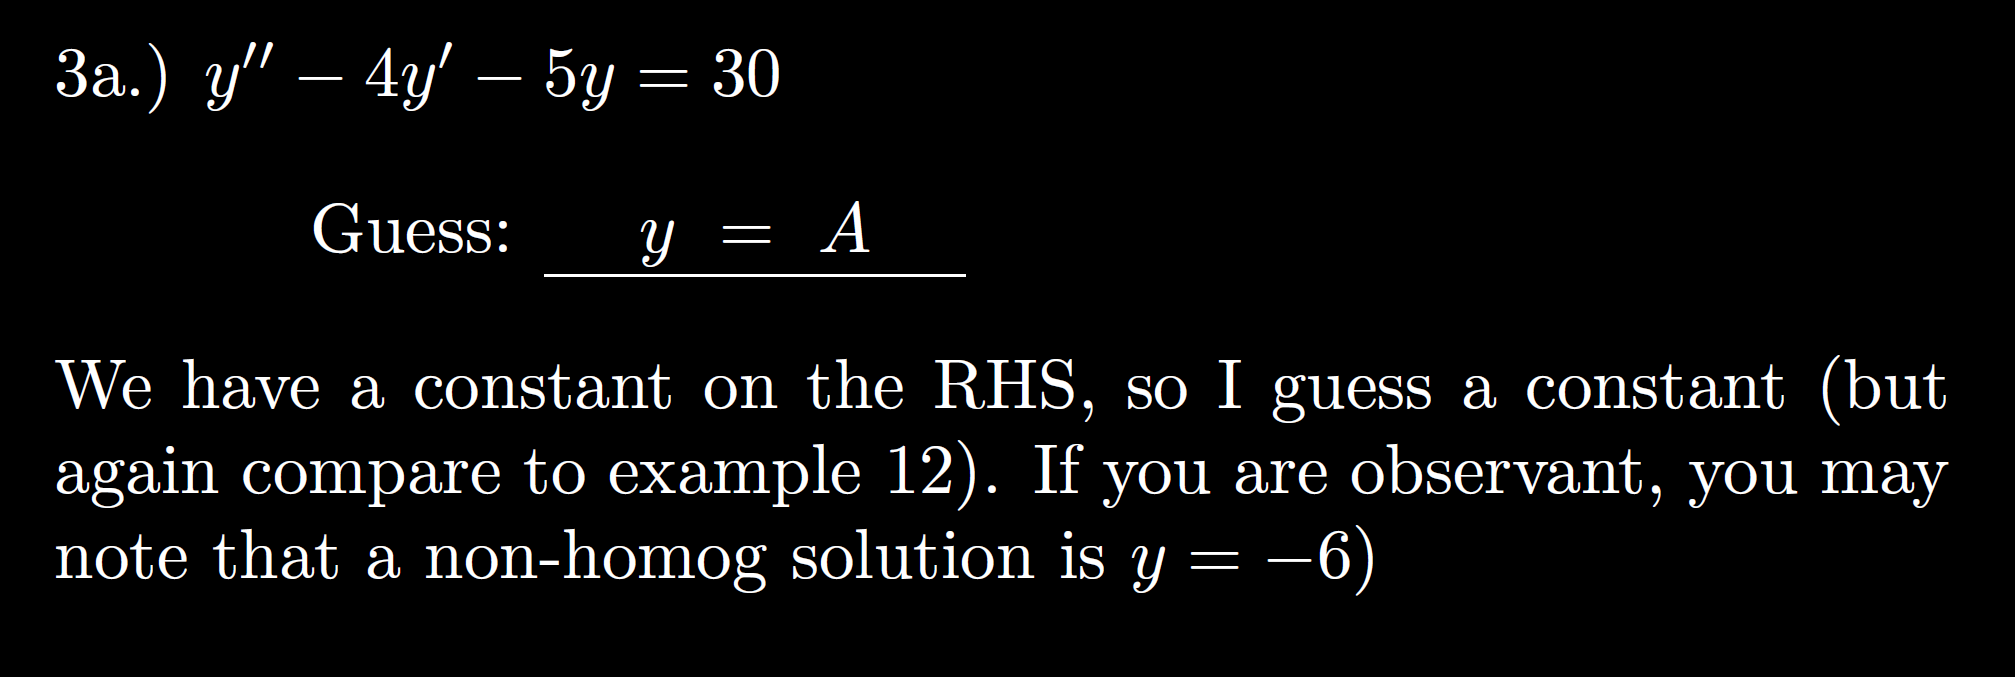 3a.) y′′ − 4y′ − 5y = 30
Guess: y = A
We have a constant on the RHS, so I guess a constant (but
again compare to example 12). If you are observant, you may
note that a non-homog solution is y = −6)